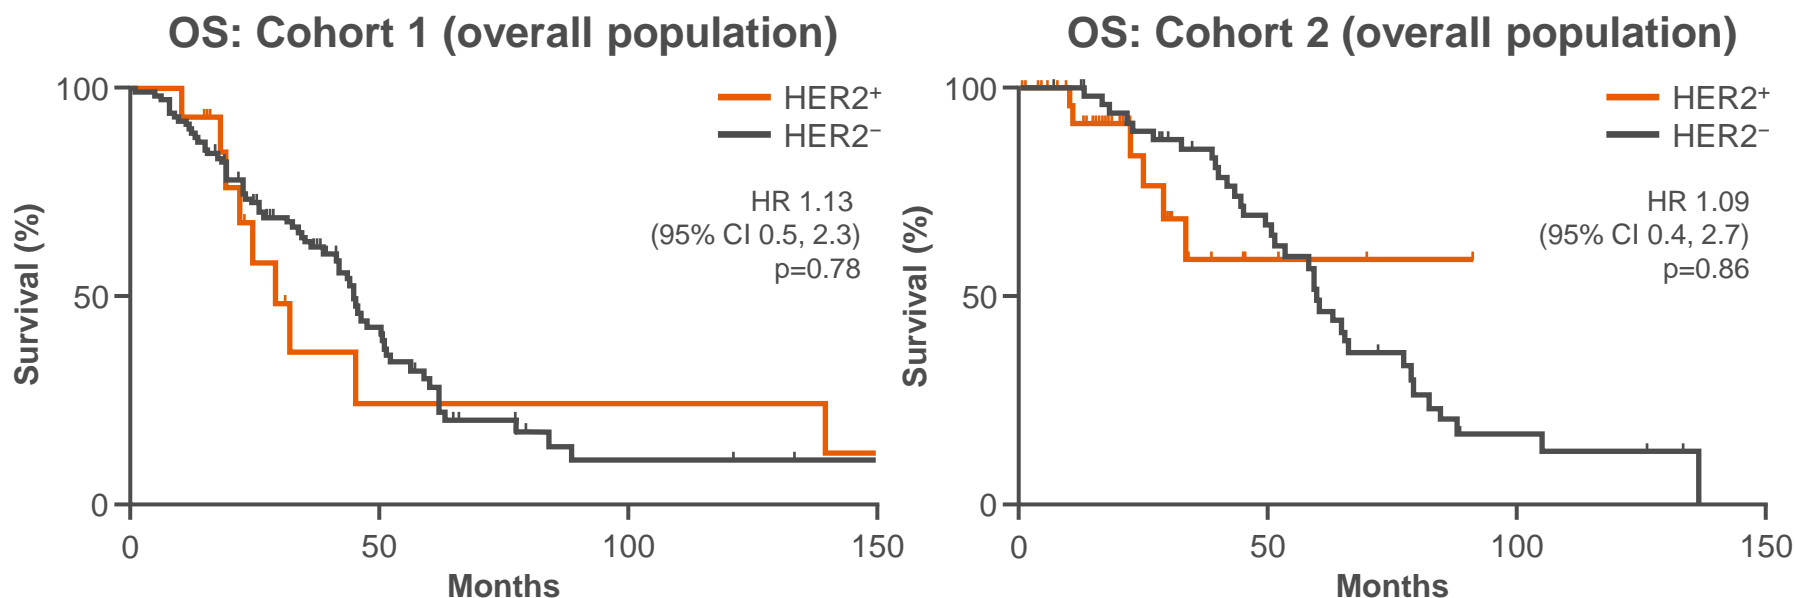 OS: Cohort 1 (overall population)
100
50
0
Survival (%)
HER2⁺
HER2⁻
HR 1.13
(95% CI 0.5, 2.3)
p=0.78
0
50
100
150
Months
OS: Cohort 2 (overall population)
100
50
0
Survival (%)
HER2⁺
HER2⁻
HR 1.09
(95% CI 0.4, 2.7)
p=0.86
0
50
100
150
Months